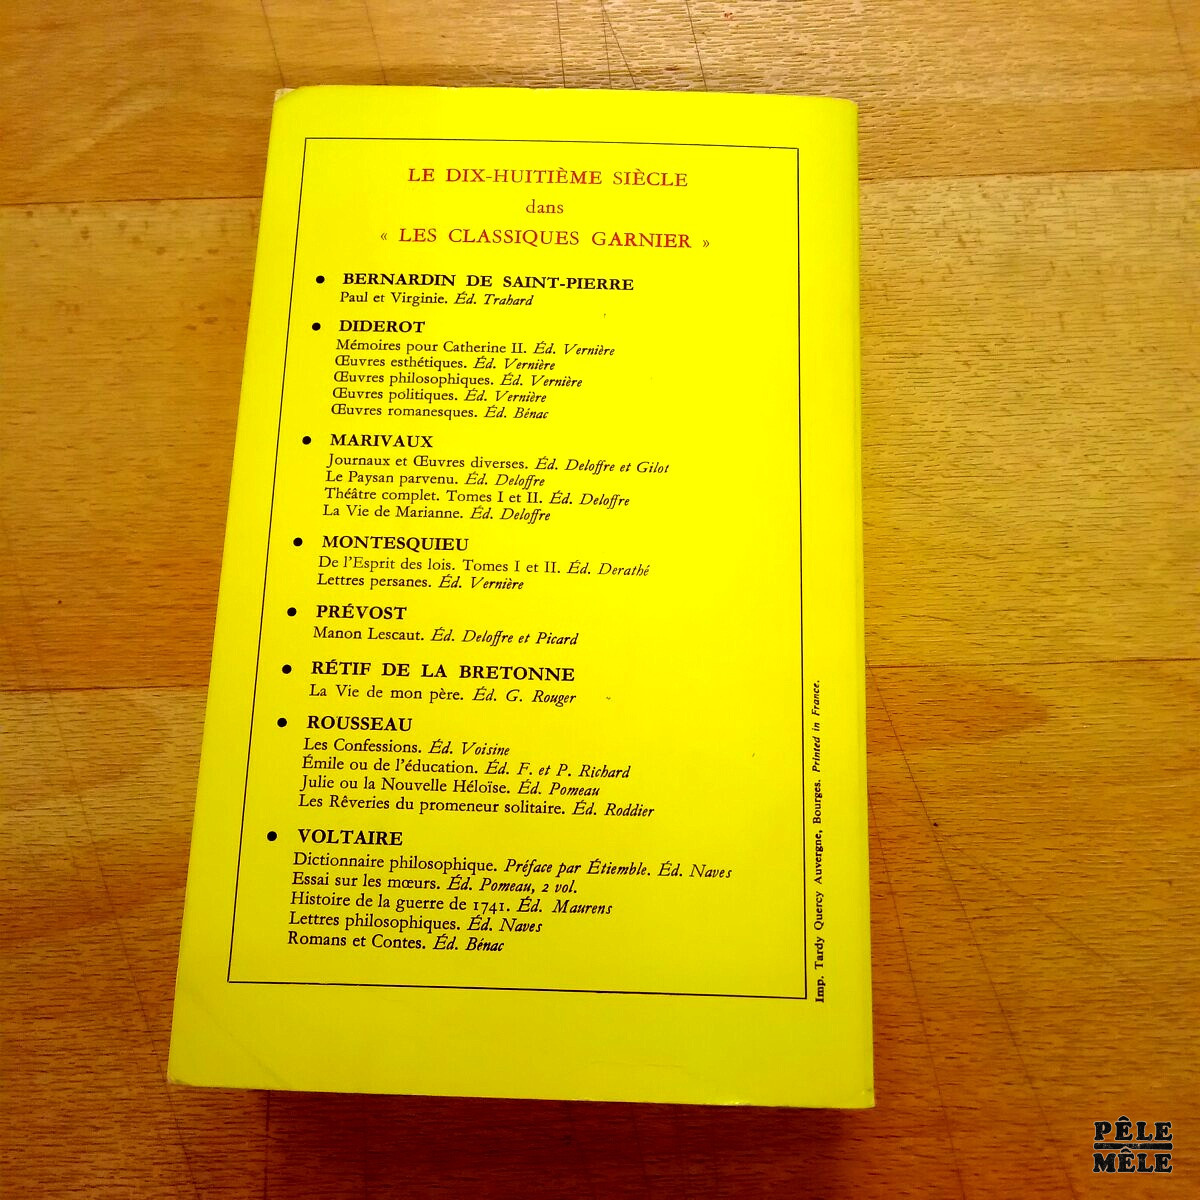 LE DIX-HUITIÈME SIÈCLE
dans
« LES CLASSIQUES GARNIER »
● BERNARDIN DE SAINT-PIERRE
Paul et Virginie. Éd. Trahard
● DIDEROT
Mémoires pour Catherine II. Éd. Vernière
Œuvres esthétiques. Éd. Vernière
Œuvres philosophiques. Éd. Vernière
Œuvres politiques. Éd. Vernière
Œuvres romanesques. Éd. Bénac
● MARIVAUX
Journaux et Œuvres diverses. Éd. Deloffre et Gilot
Le Paysan parvenu. Éd. Deloffre
Théâtre complet. Tomes I et II. Éd. Deloffre
La Vie de Marianne. Éd. Deloffre
● MONTESQUIEU
De l'Esprit des lois. Tomes I et II. Éd. Derathé
Lettres persanes. Éd. Vernière
● PRÉVOST
Manon Lescaut. Éd. Deloffre et Picard
● RÉTIF DE LA BRETONNE
La Vie de mon père. Éd. G. Rouger
● ROUSSEAU
Les Confessions. Éd. Voisine
Émile ou de l'éducation. Éd. F. et P. Richard
Julie ou la Nouvelle Héloïse. Éd. Pomeau
Les Rêveries du promeneur solitaire. Éd. Roddier
● VOLTAIRE
Dictionnaire philosophique. Préface par Étiemble. Éd. Naves
Essai sur les mœurs. Éd. Pomeau, 2 vol.
Histoire de la guerre de 1741. Éd. Maurens
Lettres philosophiques. Éd. Naves
Romans et Contes. Éd. Bénac
Imp. Tardy Quercy Auvergne, Bourges. Printed in France.
PÊLE
MÊLE